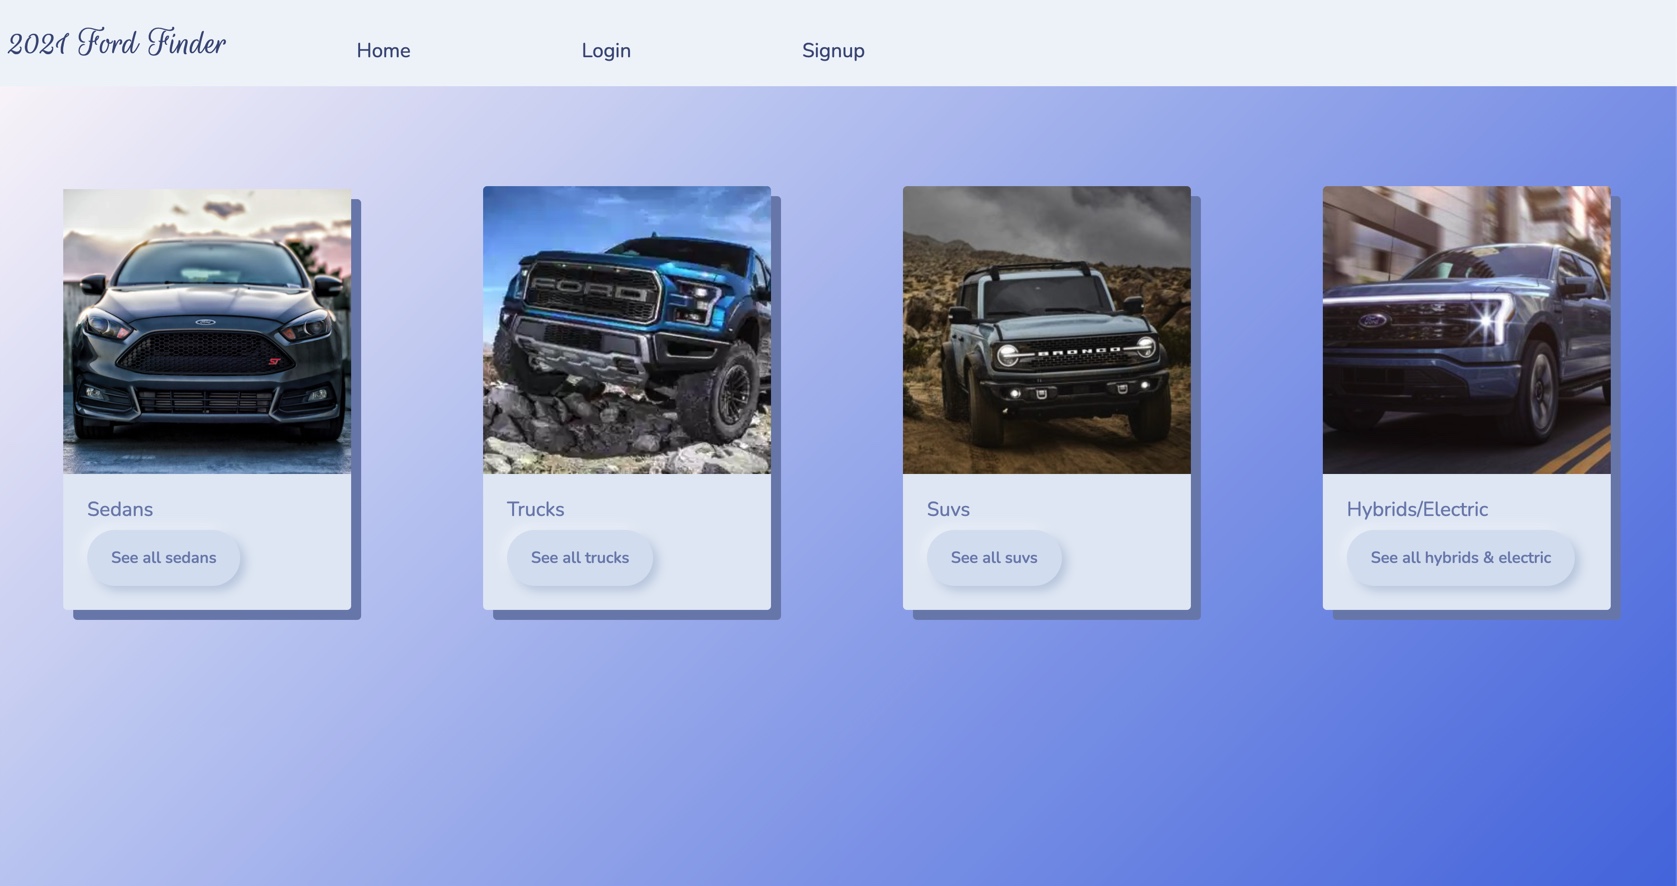 2021 Ford Finder
Home
Login
Signup
ST
FORD
BRONCO
Sedans
See all sedans
Trucks
See all trucks
Suvs
See all suvs
Hybrids/Electric
See all hybrids & electric